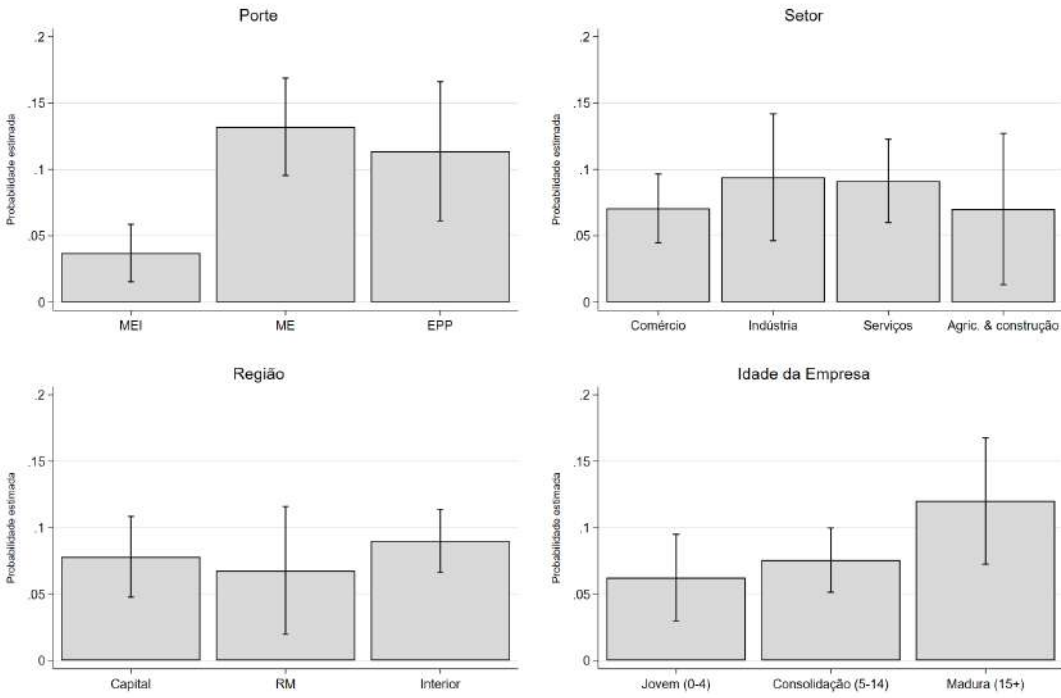 Porte
Probabilidade estimada
.2
.15
.1
.05
0
MEI ME EPP
Setor
Probabilidade estimada
.2
.15
.1
.05
0
Comércio Indústria Serviços Agric. & construção
Região
Probabilidade estimada
.2
.15
.1
.05
0
Capital RM Interior
Idade da Empresa
Probabilidade estimada
.2
.15
.1
.05
0
Jovem (0-4) Consolidação (5-14) Madura (15+)